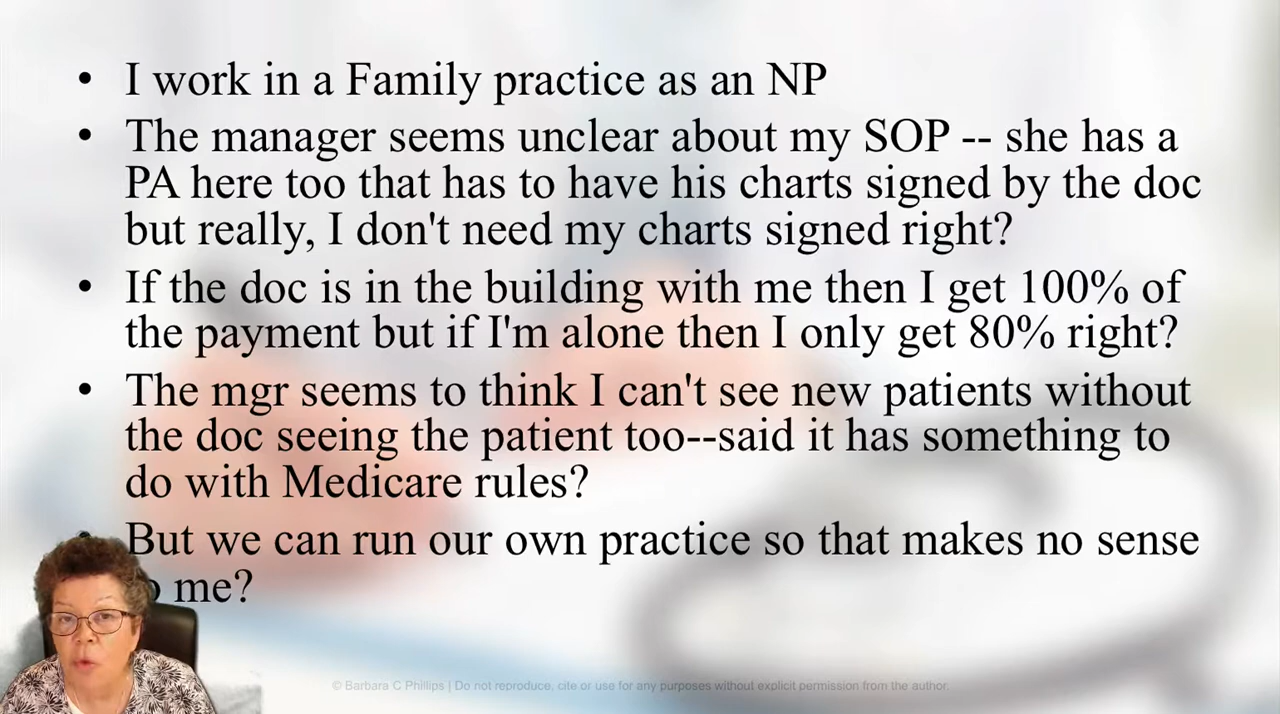 • I work in a Family practice as an NP
• The manager seems unclear about my SOP -- she has a
PA here too that has to have his charts signed by the doc
but really, I don't need my charts signed right?
• If the doc is in the building with me then I get 100% of
the payment but if I'm alone then I only get 80% right?
• The mgr seems to think I can't see new patients without
the doc seeing the patient too--said it has something to
do with Medicare rules?
• But we can run our own practice so that makes no sense
me?
© Barbara C Phillips | Do not reproduce, cite or use for any purposes without explicit permission from the author.